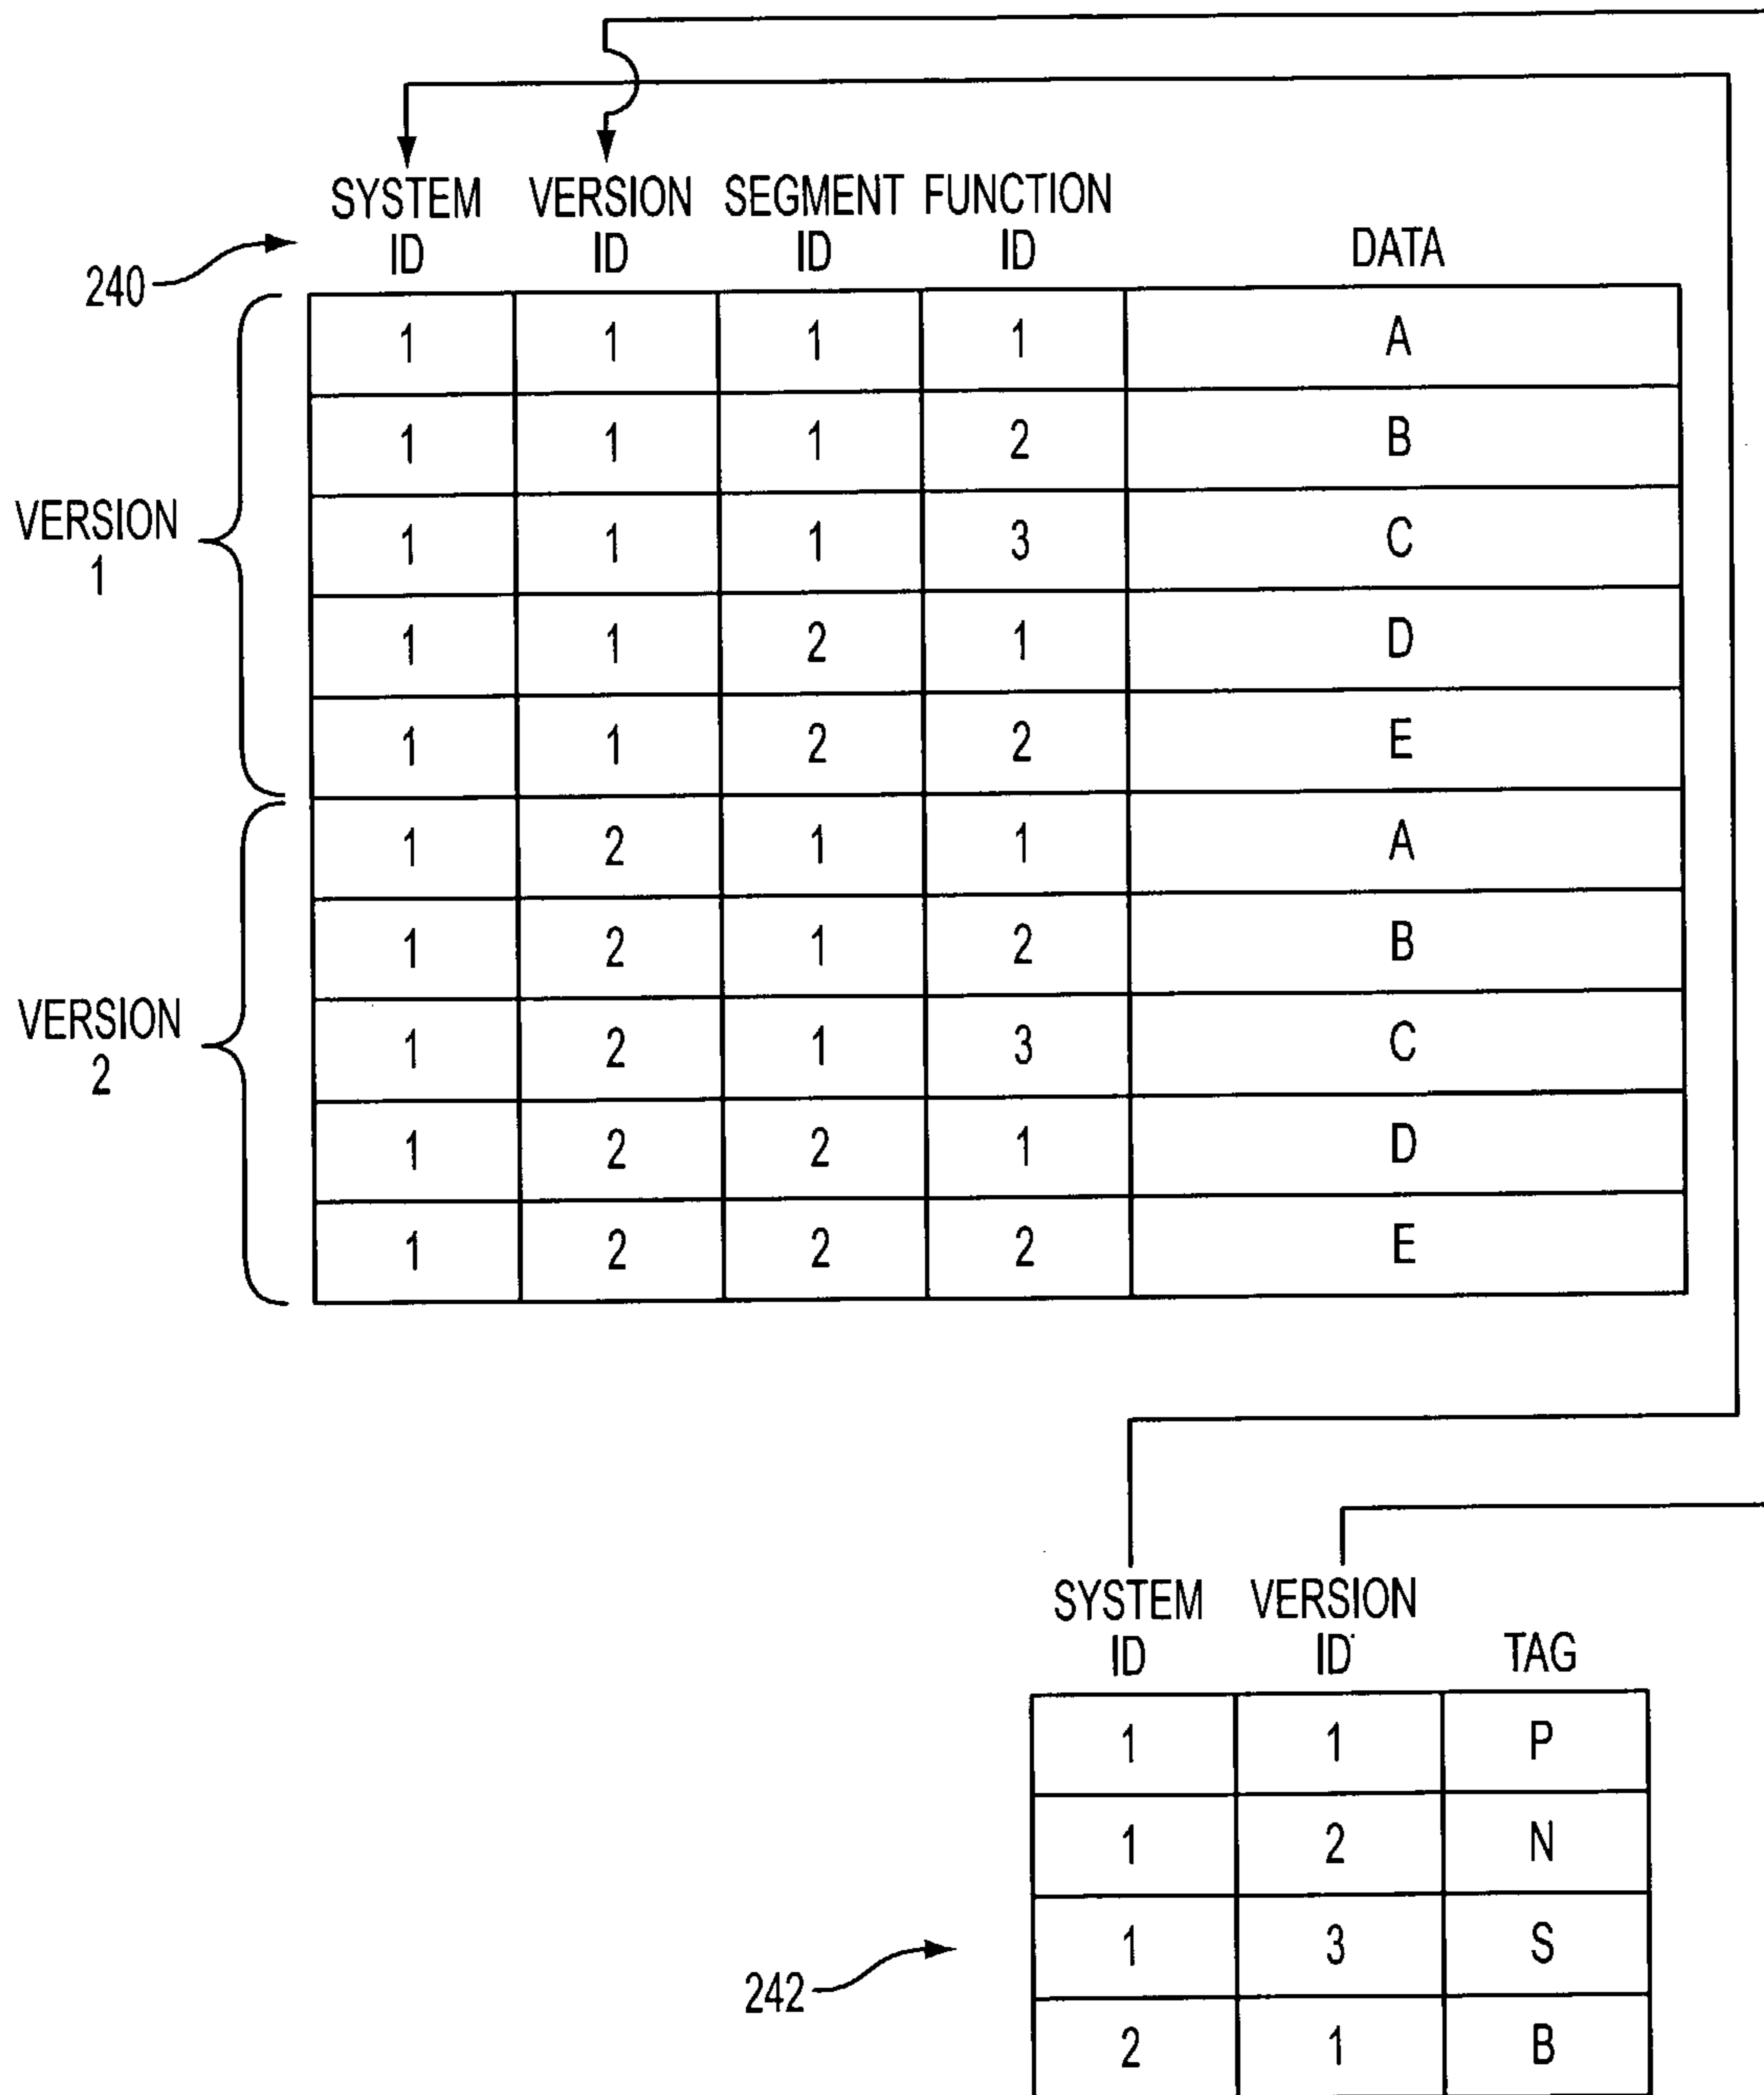 SYSTEM VERSION SEGMENT FUNCTION
ID ID ID ID DATA
240
1 1 1 1 A
1 1 1 2 B
VERSION
1
1 1 1 3 C
1 1 2 1 D
1 1 2 2 E
1 2 1 1 A
1 2 1 2 B
VERSION
2
1 2 1 3 C
1 2 2 1 D
1 2 2 2 E
SYSTEM VERSION
ID ID TAG
1 1 P
1 2 N
242
1 3 S
2 1 B